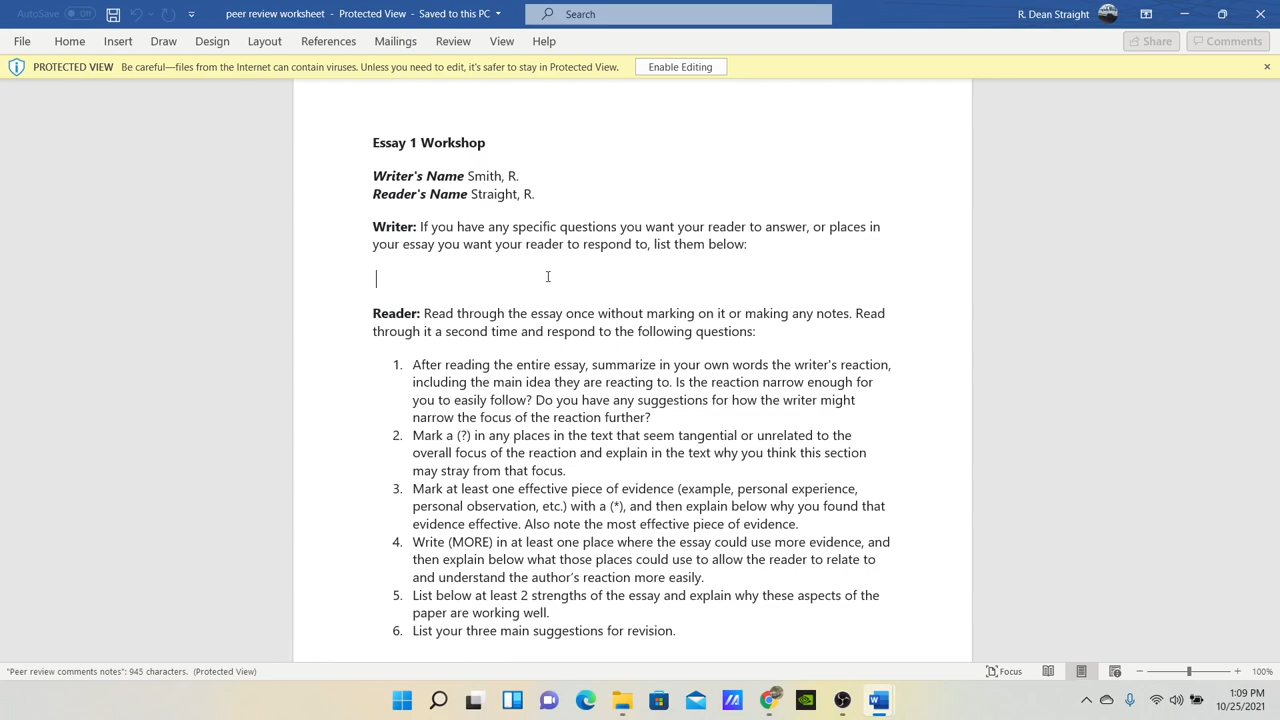 AutoSave Off peer review worksheet - Protected View - Saved to this PC Search R. Dean Straight
File Home Insert Draw Design Layout References Mailings Review View Help Share Comments
PROTECTED VIEW Be careful—files from the Internet can contain viruses. Unless you need to edit, it's safer to stay in Protected View. Enable Editing
Essay 1 Workshop
Writer's Name Smith, R.
Reader's Name Straight, R.
Writer: If you have any specific questions you want your reader to answer, or places in
your essay you want your reader to respond to, list them below:
Reader: Read through the essay once without marking on it or making any notes. Read
through it a second time and respond to the following questions:
1. After reading the entire essay, summarize in your own words the writer's reaction,
including the main idea they are reacting to. Is the reaction narrow enough for
you to easily follow? Do you have any suggestions for how the writer might
narrow the focus of the reaction further?
2. Mark a (?) in any places in the text that seem tangential or unrelated to the
overall focus of the reaction and explain in the text why you think this section
may stray from that focus.
3. Mark at least one effective piece of evidence (example, personal experience,
personal observation, etc.) with a (*), and then explain below why you found that
evidence effective. Also note the most effective piece of evidence.
4. Write (MORE) in at least one place where the essay could use more evidence, and
then explain below what those places could use to allow the reader to relate to
and understand the author's reaction more easily.
5. List below at least 2 strengths of the essay and explain why these aspects of the
paper are working well.
6. List your three main suggestions for revision.
"Peer review comments notes": 945 characters. (Protected View) Focus 100%
1:09 PM
10/25/2021